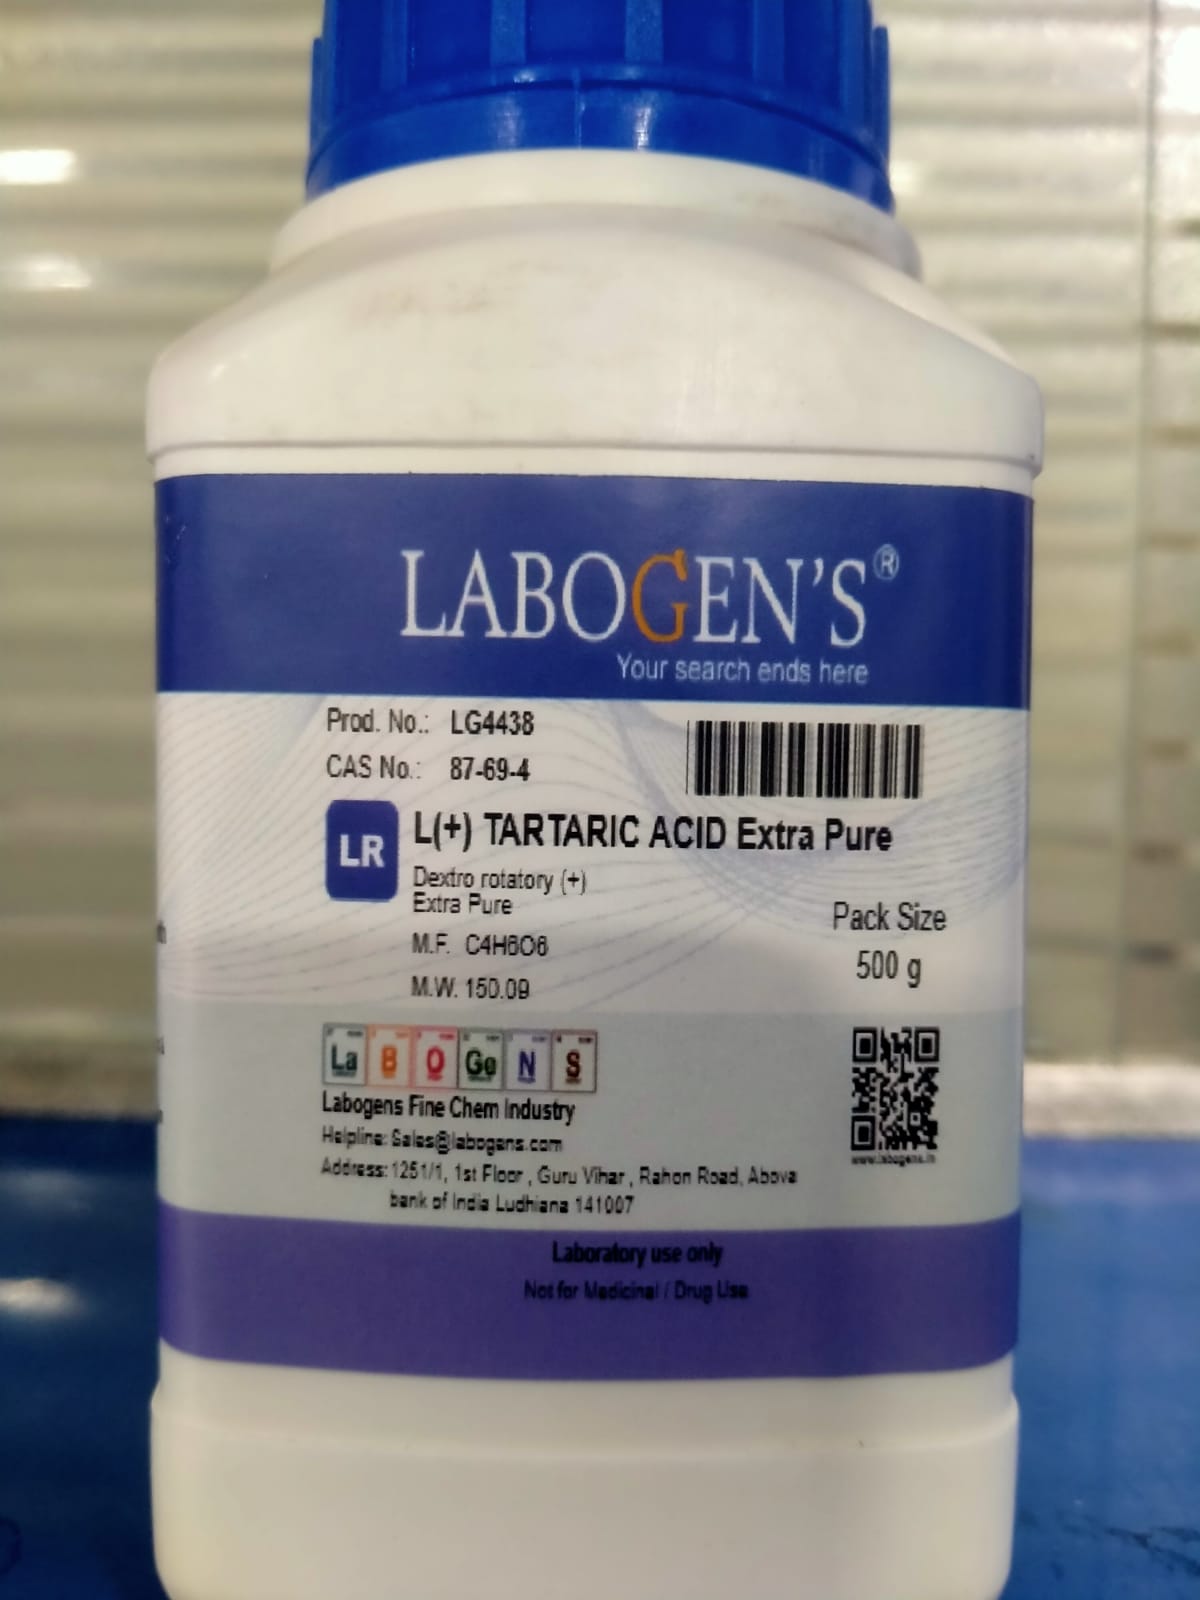 LABOGEN'S®
Your search ends here
Prod. No.: LG4438
CAS No.: 87-69-4
LR
L(+) TARTARIC ACID Extra Pure
Dextro rotatory (+)
Extra Pure
Pack Size
M.F. C4H6O6
500 g
M.W. 150.09
La B O Ge N S
Labogens Fine Chem Industry
Helpline: Sales@labogens.com
www.labogens.in
Address: 1251/1, 1st Floor , Guru Vihar , Rahon Road, Above
bank of India Ludhiana 141007
Laboratory use only
Not for Medicinal / Drug Use